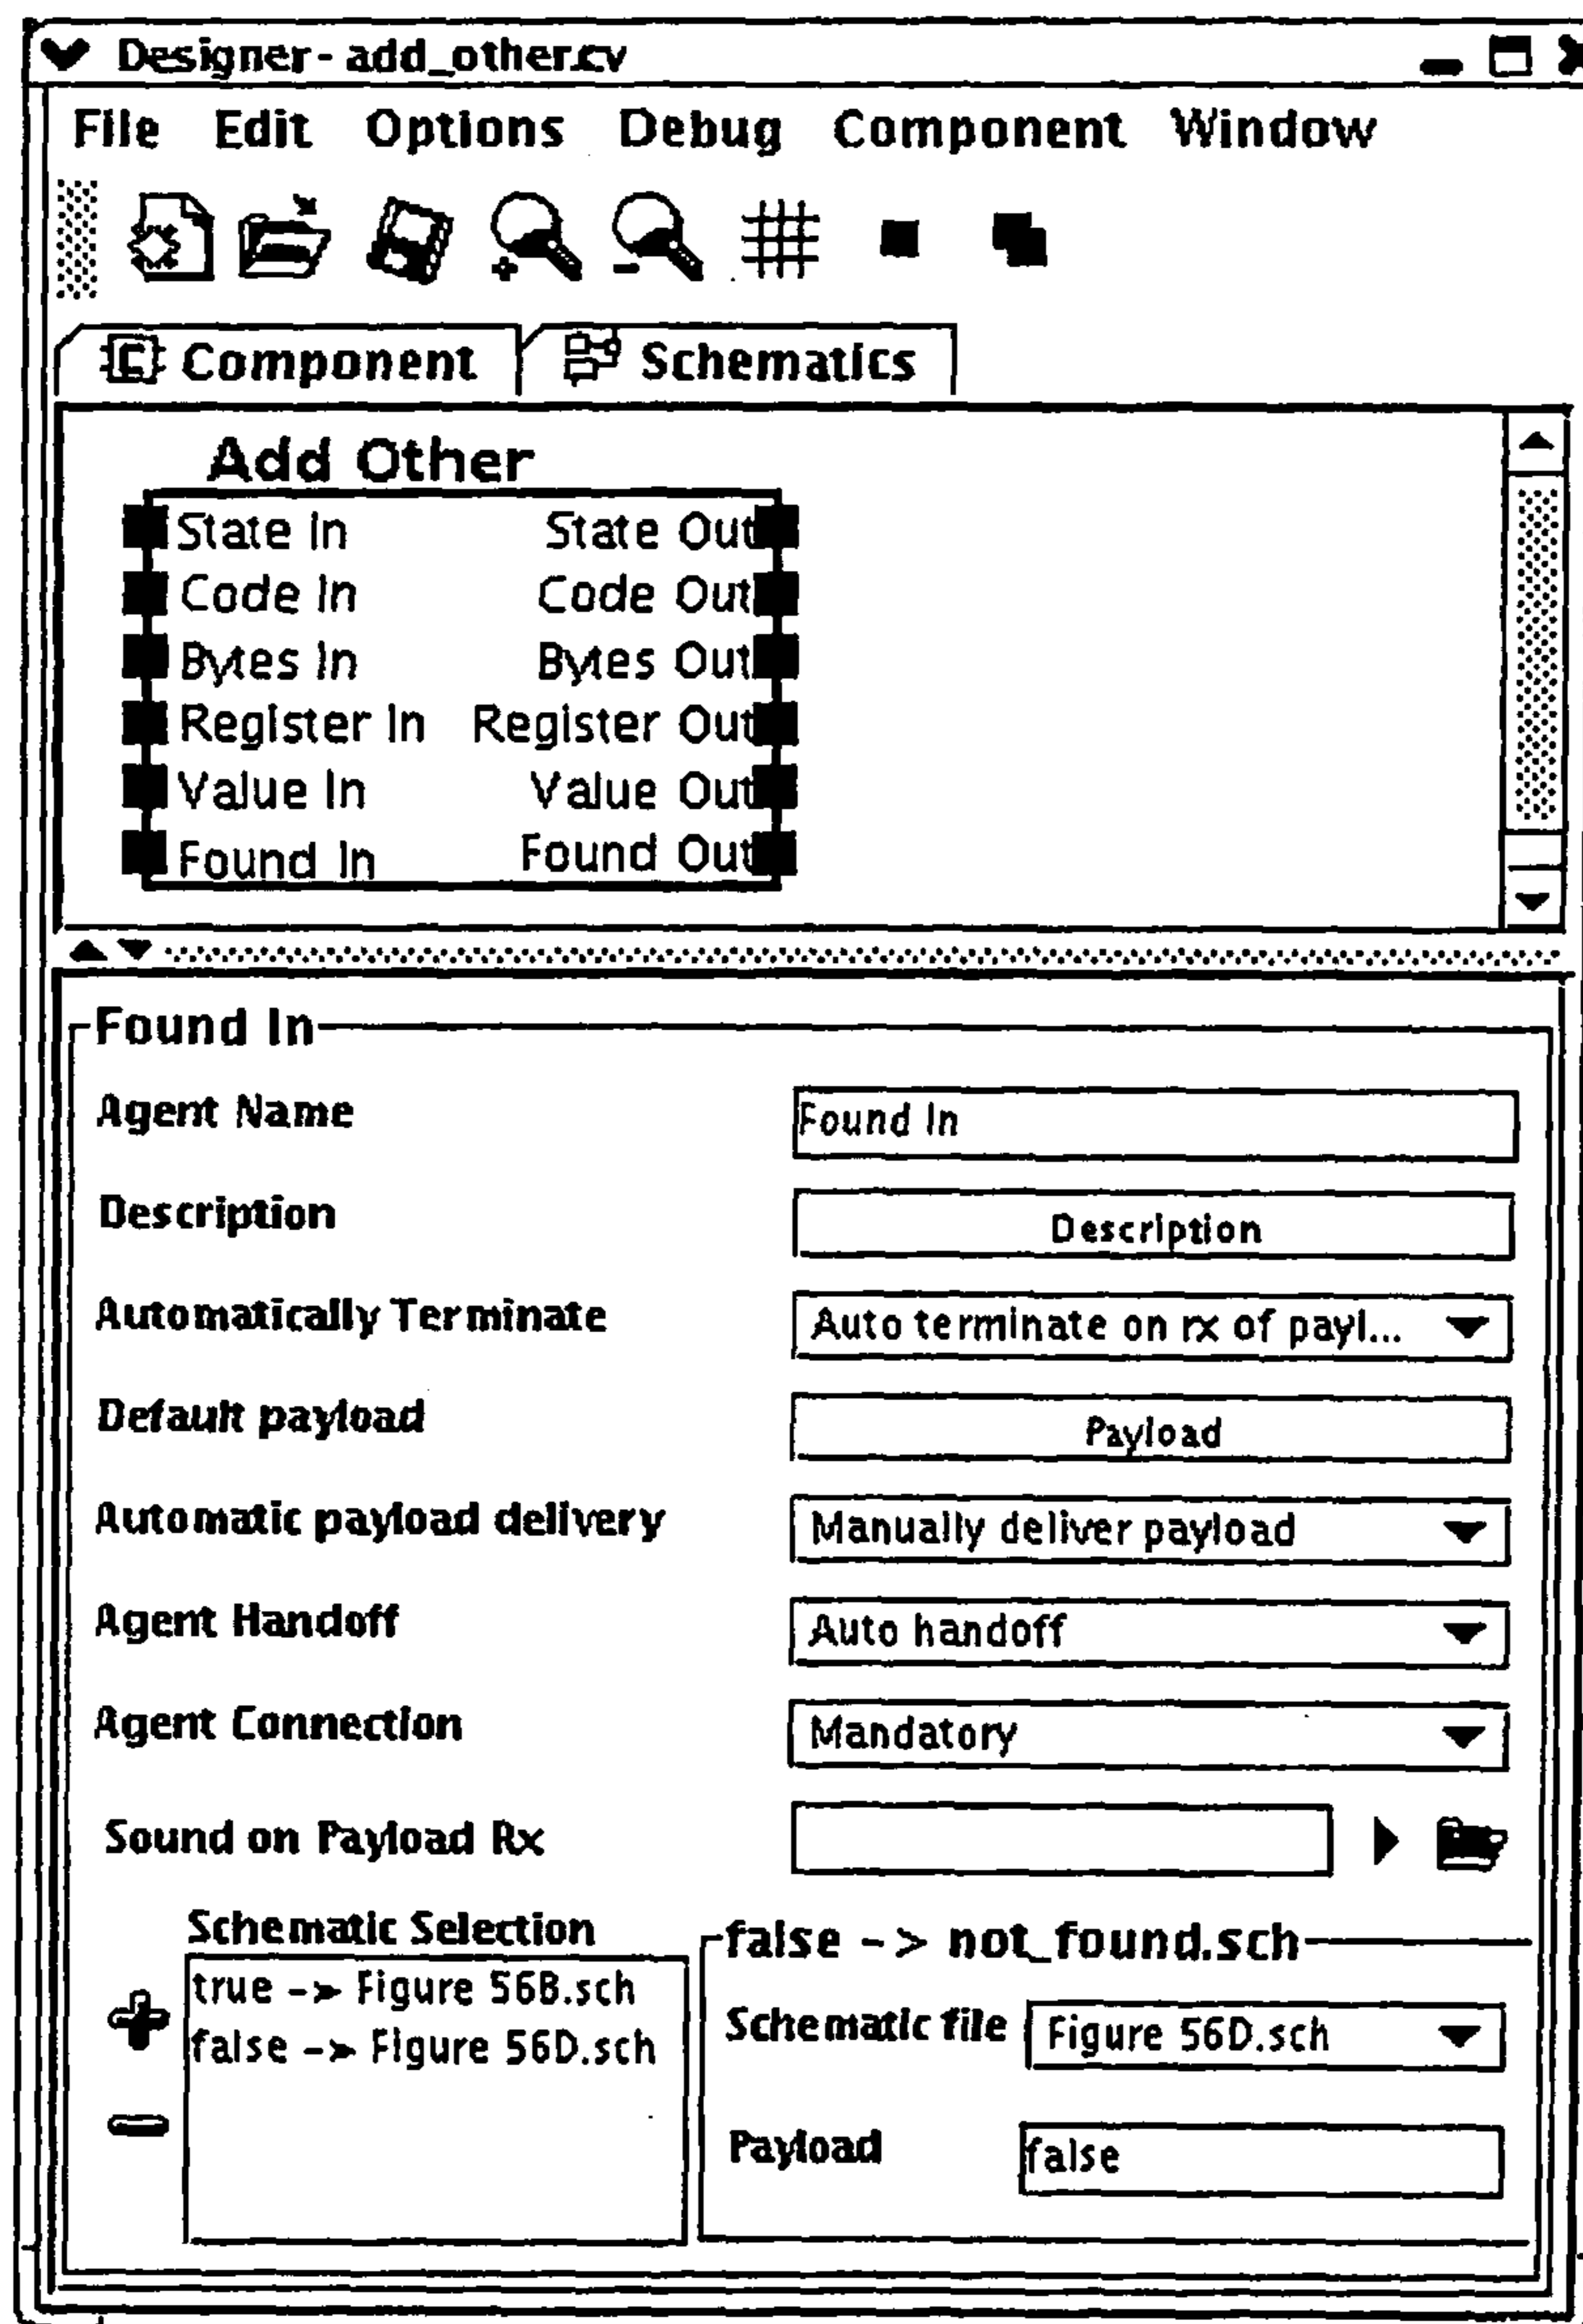 Designer - add_other.cv
File Edit Options Debug Component Window
Component Schematics
Add Other
State In State Out
Code In Code Out
Bytes In Bytes Out
Register In Register Out
Value In Value Out
Found In Found Out
Found In
Agent Name Found In
Description Description
Automatically Terminate Auto terminate on rx of payl...
Default payload Payload
Automatic payload delivery Manually deliver payload
Agent Handoff Auto handoff
Agent Connection Mandatory
Sound on Payload Rx
Schematic Selection false -> not_found.sch
true -> Figure 56B.sch
Schematic file Figure 56D.sch
false -> Figure 56D.sch
Payload false